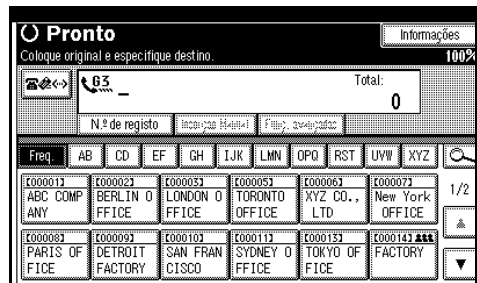 Pronto Informações
Coloque original e especifique destino. 100%
G3 _ Total:
0
N.º de registo
Freq. AB CD EF GH IJK LMN OPQ RST UVW XYZ
[00001] [00002] [00003] [00005] [00006] [00007]
ABC COMP BERLIN O LONDON O TORONTO XYZ CO., New York 1/2
ANY FFICE FFICE OFFICE LTD OFFICE
[00008] [00009] [00010] [00011] [00013] [00014]
PARIS OF DETROIT SAN FRAN SYDNEY O TOKYO OF FACTORY
FICE FACTORY CISCO FFICE FICE